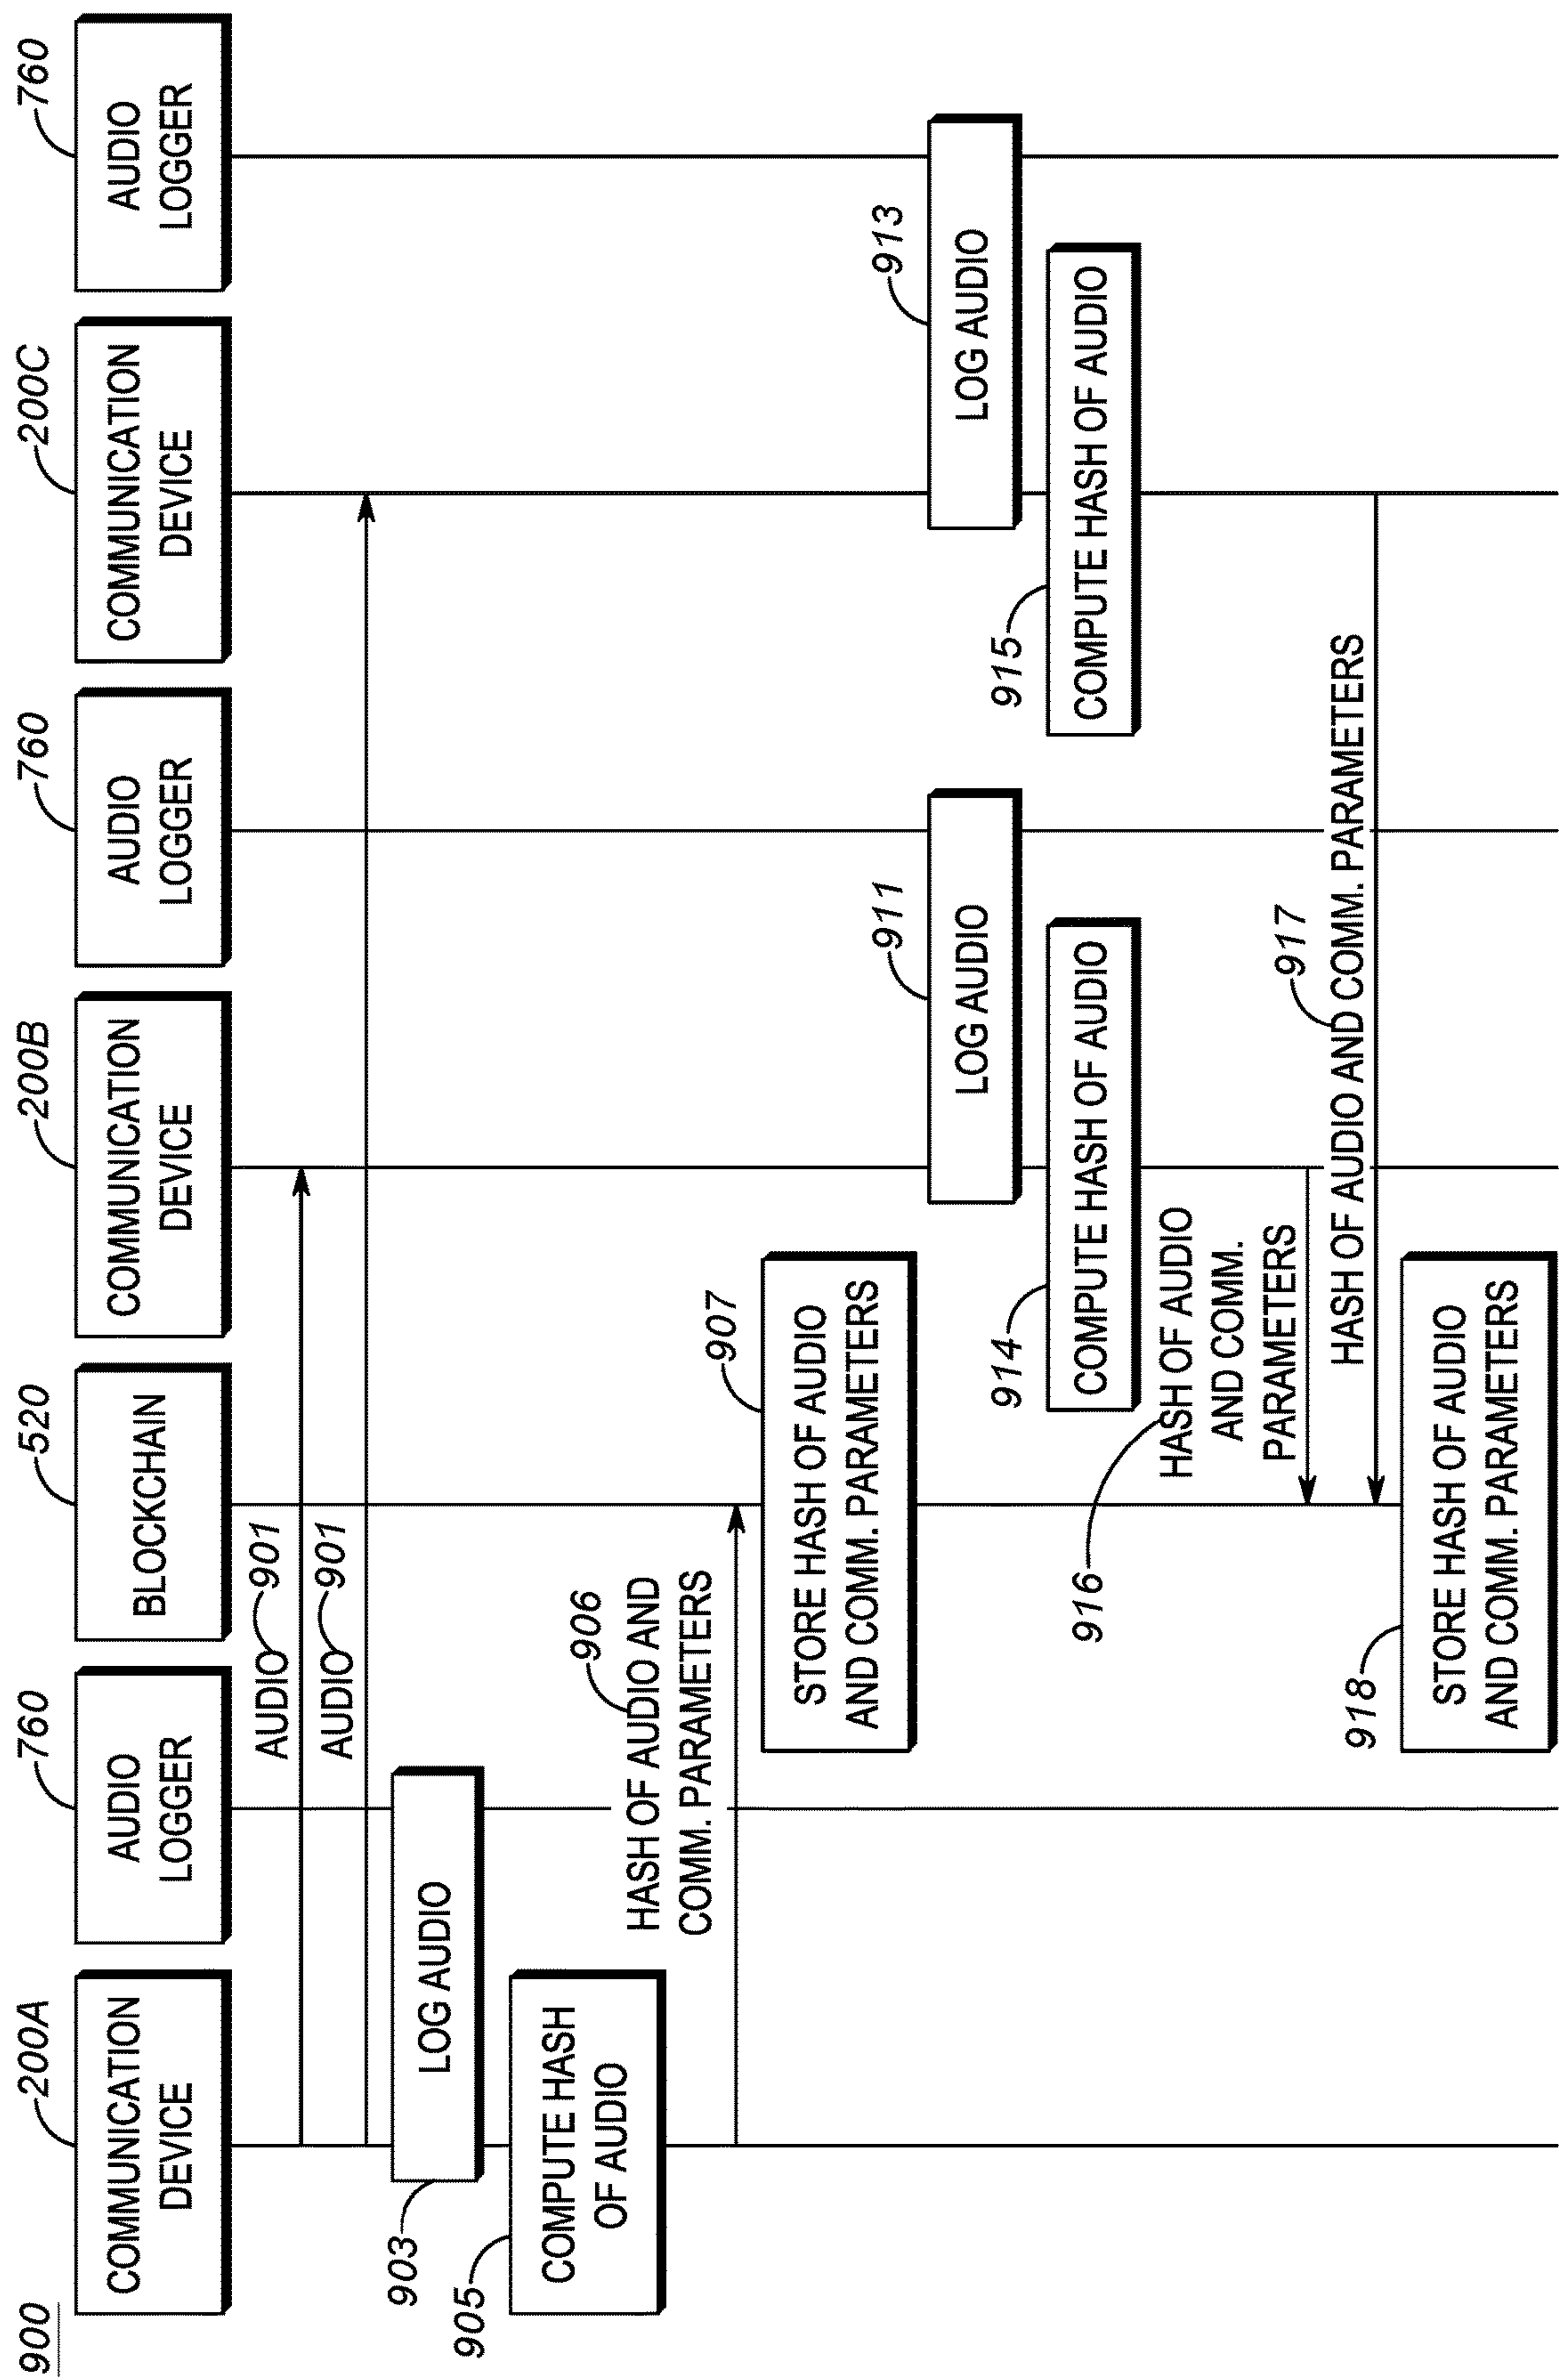 900
200A
760
520
200B
760
200C
760
COMMUNICATION
DEVICE
AUDIO
LOGGER
BLOCKCHAIN
COMMUNICATION
DEVICE
AUDIO
LOGGER
COMMUNICATION
DEVICE
AUDIO
LOGGER
AUDIO 901
AUDIO 901
903
LOG AUDIO
905
COMPUTE HASH
OF AUDIO
906
HASH OF AUDIO AND
COMM. PARAMETERS
907
STORE HASH OF AUDIO
AND COMM. PARAMETERS
911
LOG AUDIO
913
LOG AUDIO
914
COMPUTE HASH OF AUDIO
915
COMPUTE HASH OF AUDIO
916
HASH OF AUDIO
AND COMM.
PARAMETERS
917
HASH OF AUDIO AND COMM. PARAMETERS
918
STORE HASH OF AUDIO
AND COMM. PARAMETERS